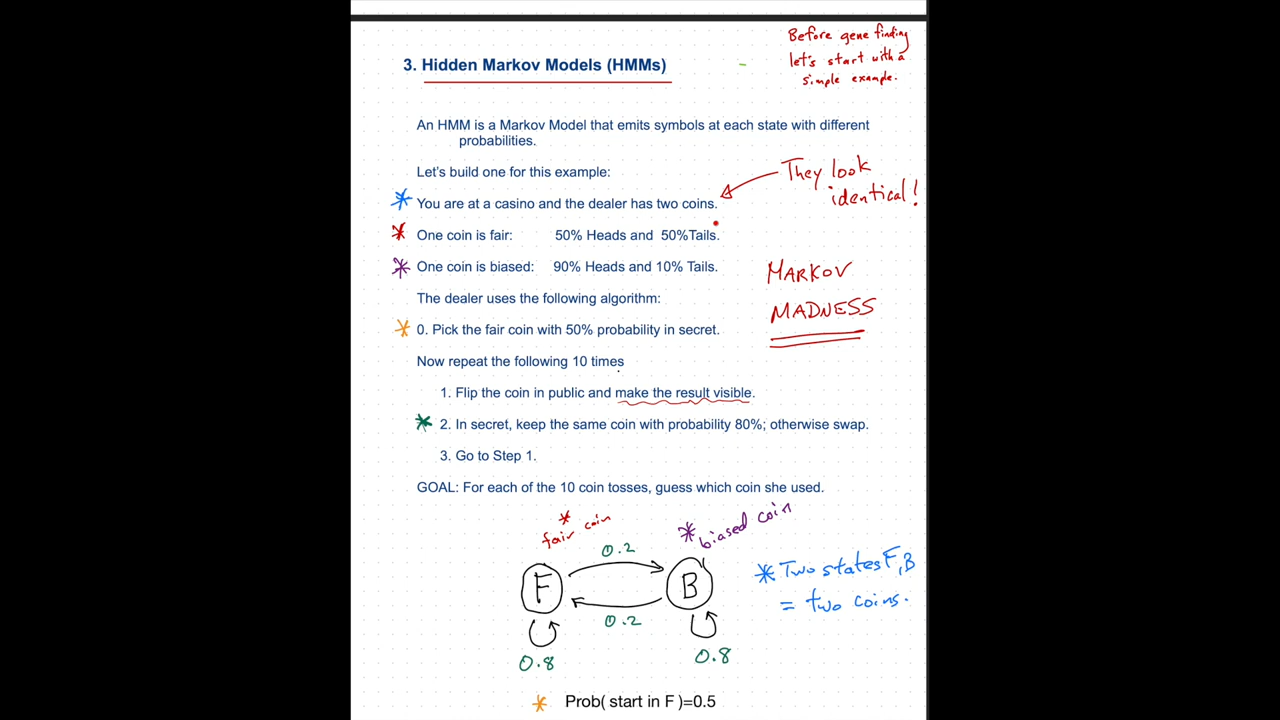 Before gene finding
let's start with a
simple example.
3. Hidden Markov Models (HMMs)
An HMM is a Markov Model that emits symbols at each state with different
probabilities.
Let's build one for this example:
They look
identical!
* You are at a casino and the dealer has two coins.
* One coin is fair: 50% Heads and 50%Tails.
* One coin is biased: 90% Heads and 10% Tails.
MARKOV
MADNESS
The dealer uses the following algorithm:
* 0. Pick the fair coin with 50% probability in secret.
Now repeat the following 10 times
1. Flip the coin in public and make the result visible.
* 2. In secret, keep the same coin with probability 80%; otherwise swap.
3. Go to Step 1.
GOAL: For each of the 10 coin tosses, guess which coin she used.
* fair coin
* biased coin
0.2
F
B
0.2
0.8
0.8
* Two states F,B
= two coins.
* Prob( start in F )=0.5